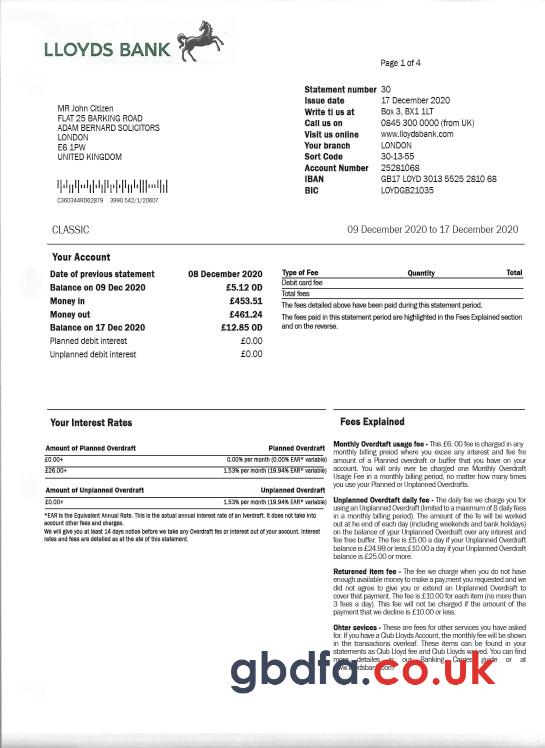 LLOYDS BANK
Page 1 of 4
Statement number 30
Issue date 17 December 2020
Write ti us at Box 3, BX1 1LT
Call us on 0845 300 0000 (from UK)
Visit us online www.lloydsbank.com
Your branch LONDON
Sort Code 30-13-55
Account Number 25281068
IBAN GB17 LOYD 3013 5525 2810 68
BIC LOYDGB21035
MR John Citizen
FLAT 25 BARKING ROAD
ADAM BERNARD SOLICITORS
LONDON
E6 1PW
UNITED KINGDOM
C360344RD62879 3990 542/1/20607
CLASSIC 09 December 2020 to 17 December 2020
Your Account
Date of previous statement 08 December 2020
Balance on 09 Dec 2020 £5.12 OD
Money in £453.51
Money out £461.24
Balance on 17 Dec 2020 £12.85 OD
Planned debit interest £0.00
Unplanned debit interest £0.00
Type of Fee Quantity Total
Debit card fee
Total fees
The fees detailed above have been paid during this statement period.
The fees paid in this statement period are highlighted in the Fees Explained section
and on the reverse.
Your Interest Rates
Amount of Planned Overdraft Planned Overdraft
£0.00+ 0.00% per month (0.00% EAR* variable)
£26.00+ 1.53% per month (19.94% EAR* variable)
Amount of Unplanned Overdraft Unplanned Overdraft
£0.00+ 1.53% per month (19.94% EAR* variable)
*EAR is the Equivalent Annual Rate. This is the actual annual interest rate of an Iverdraft. It does not take into
account other fees and charges.
We will give you at least 14 days notice before we take any Overdraft fes or interest out of your account. Interest
rates and fees are detailed as at the etle of this statement.
Fees Explained
Monthly Overdtaft usage fee - This £6. 00 fee is charged in any
monthly billing period where you excee any interest and fee fre
amount of a Planned overdraft or buffer that you have on your
account. You will only ever be charged one Monthly Overdraft
Usage Fee in a monthly billing period, no matter how many times
you use your Planned or Unplanned Overdrafts.
Unplanned Overdtaft daily fee - The daily fee we charge you for
using an Unplanned Overdraft (limited to a maximum of 8 daily fees
in a monthly billing period). The amount of the fe will be worked
out at he end of each day (including weekends and bank holidays)
on the balance of yiour Unplanned Overdraft over any interest and
fee free buffer. The fee is £5.00 a day if your Unplanned Overdraft
balance is £24.99 or less;£10.00 a day if your Unplanned Overdraft
balance is £25.00 or more.
Returened item fee - The fee we charge when you do not have
enough available money to make a pay,ment you requested and we
did not agree to give you or extend an Unplanned Overdraft to
cover that payment. The fee is £10.00 for each item (no more than
3 fees a day). This fee will not be charged if the amount of the
payment that we decline is £10.00 or less.
Ohter sevices - These are fees for other services you have asked
for. If you have a Club Lloyds Account, the monthly fee will be shown
in the transactions overleaf. These items can be found in your
statements as Club Lloyd fee and Club Lloyds waved. You can find
more detailes in our Banking Carges guide or at
www.lloydsbank.com
gbdfa.co.uk